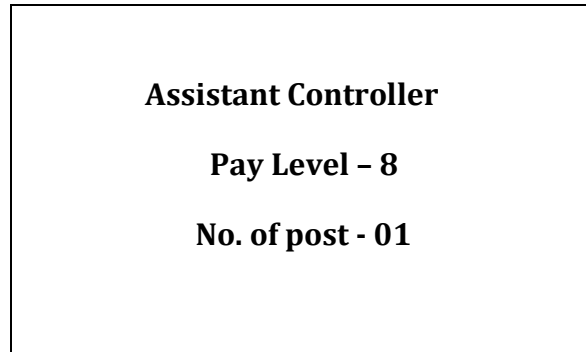 Assistant Controller
Pay Level – 8
No. of post - 01